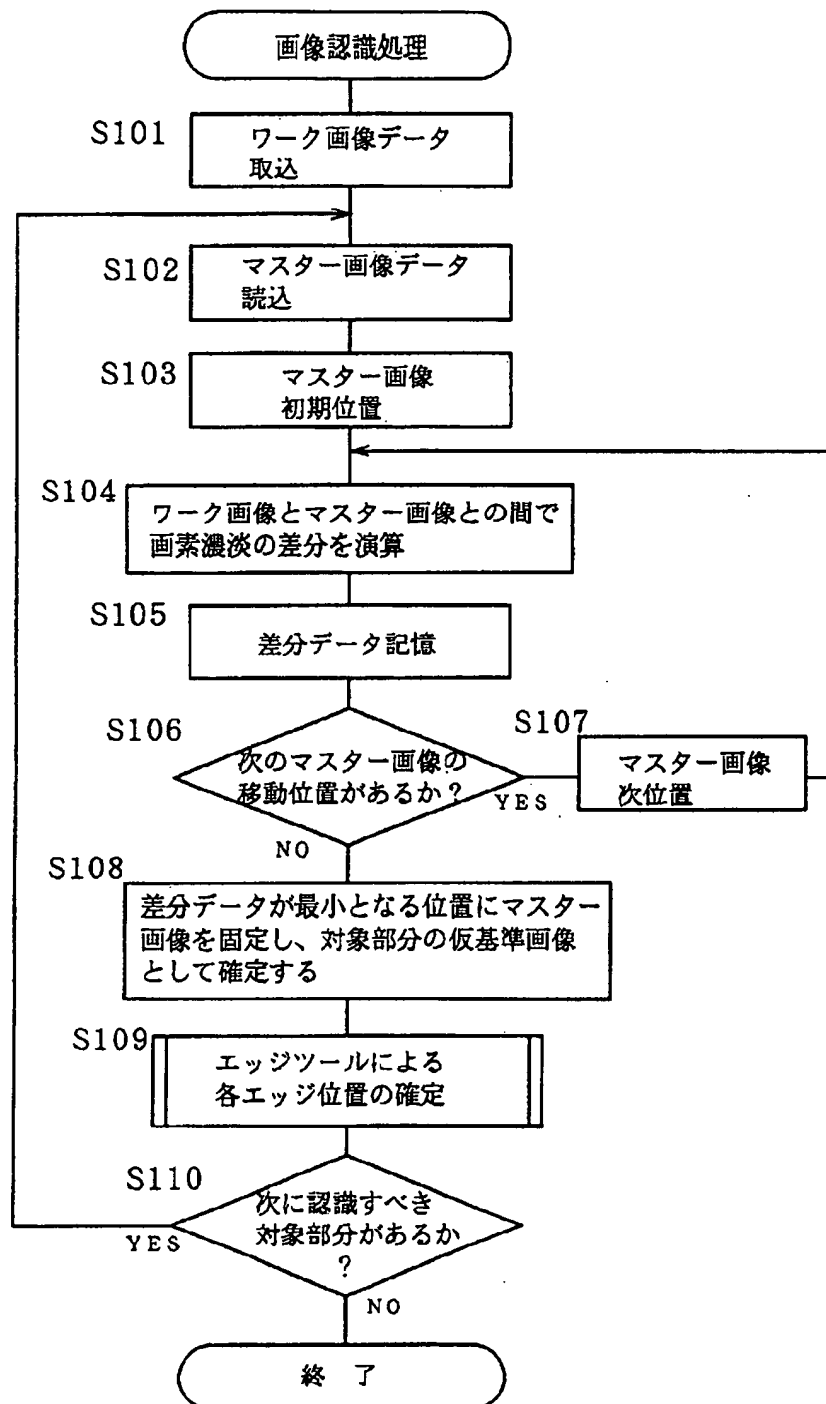 画像認識処理
S101
ワーク画像データ
取込
S102
マスター画像データ
読込
S103
マスター画像
初期位置
S104
ワーク画像とマスター画像との間で
画素濃淡の差分を演算
S105
差分データ記憶
S106
次のマスター画像の
移動位置があるか?
YES
S107
マスター画像
次位置
NO
S108
差分データが最小となる位置にマスター
画像を固定し、対象部分の仮基準画像
として確定する
S109
エッジツールによる
各エッジ位置の確定
S110
次に認識すべき
対象部分があるか
?
YES
NO
終 了